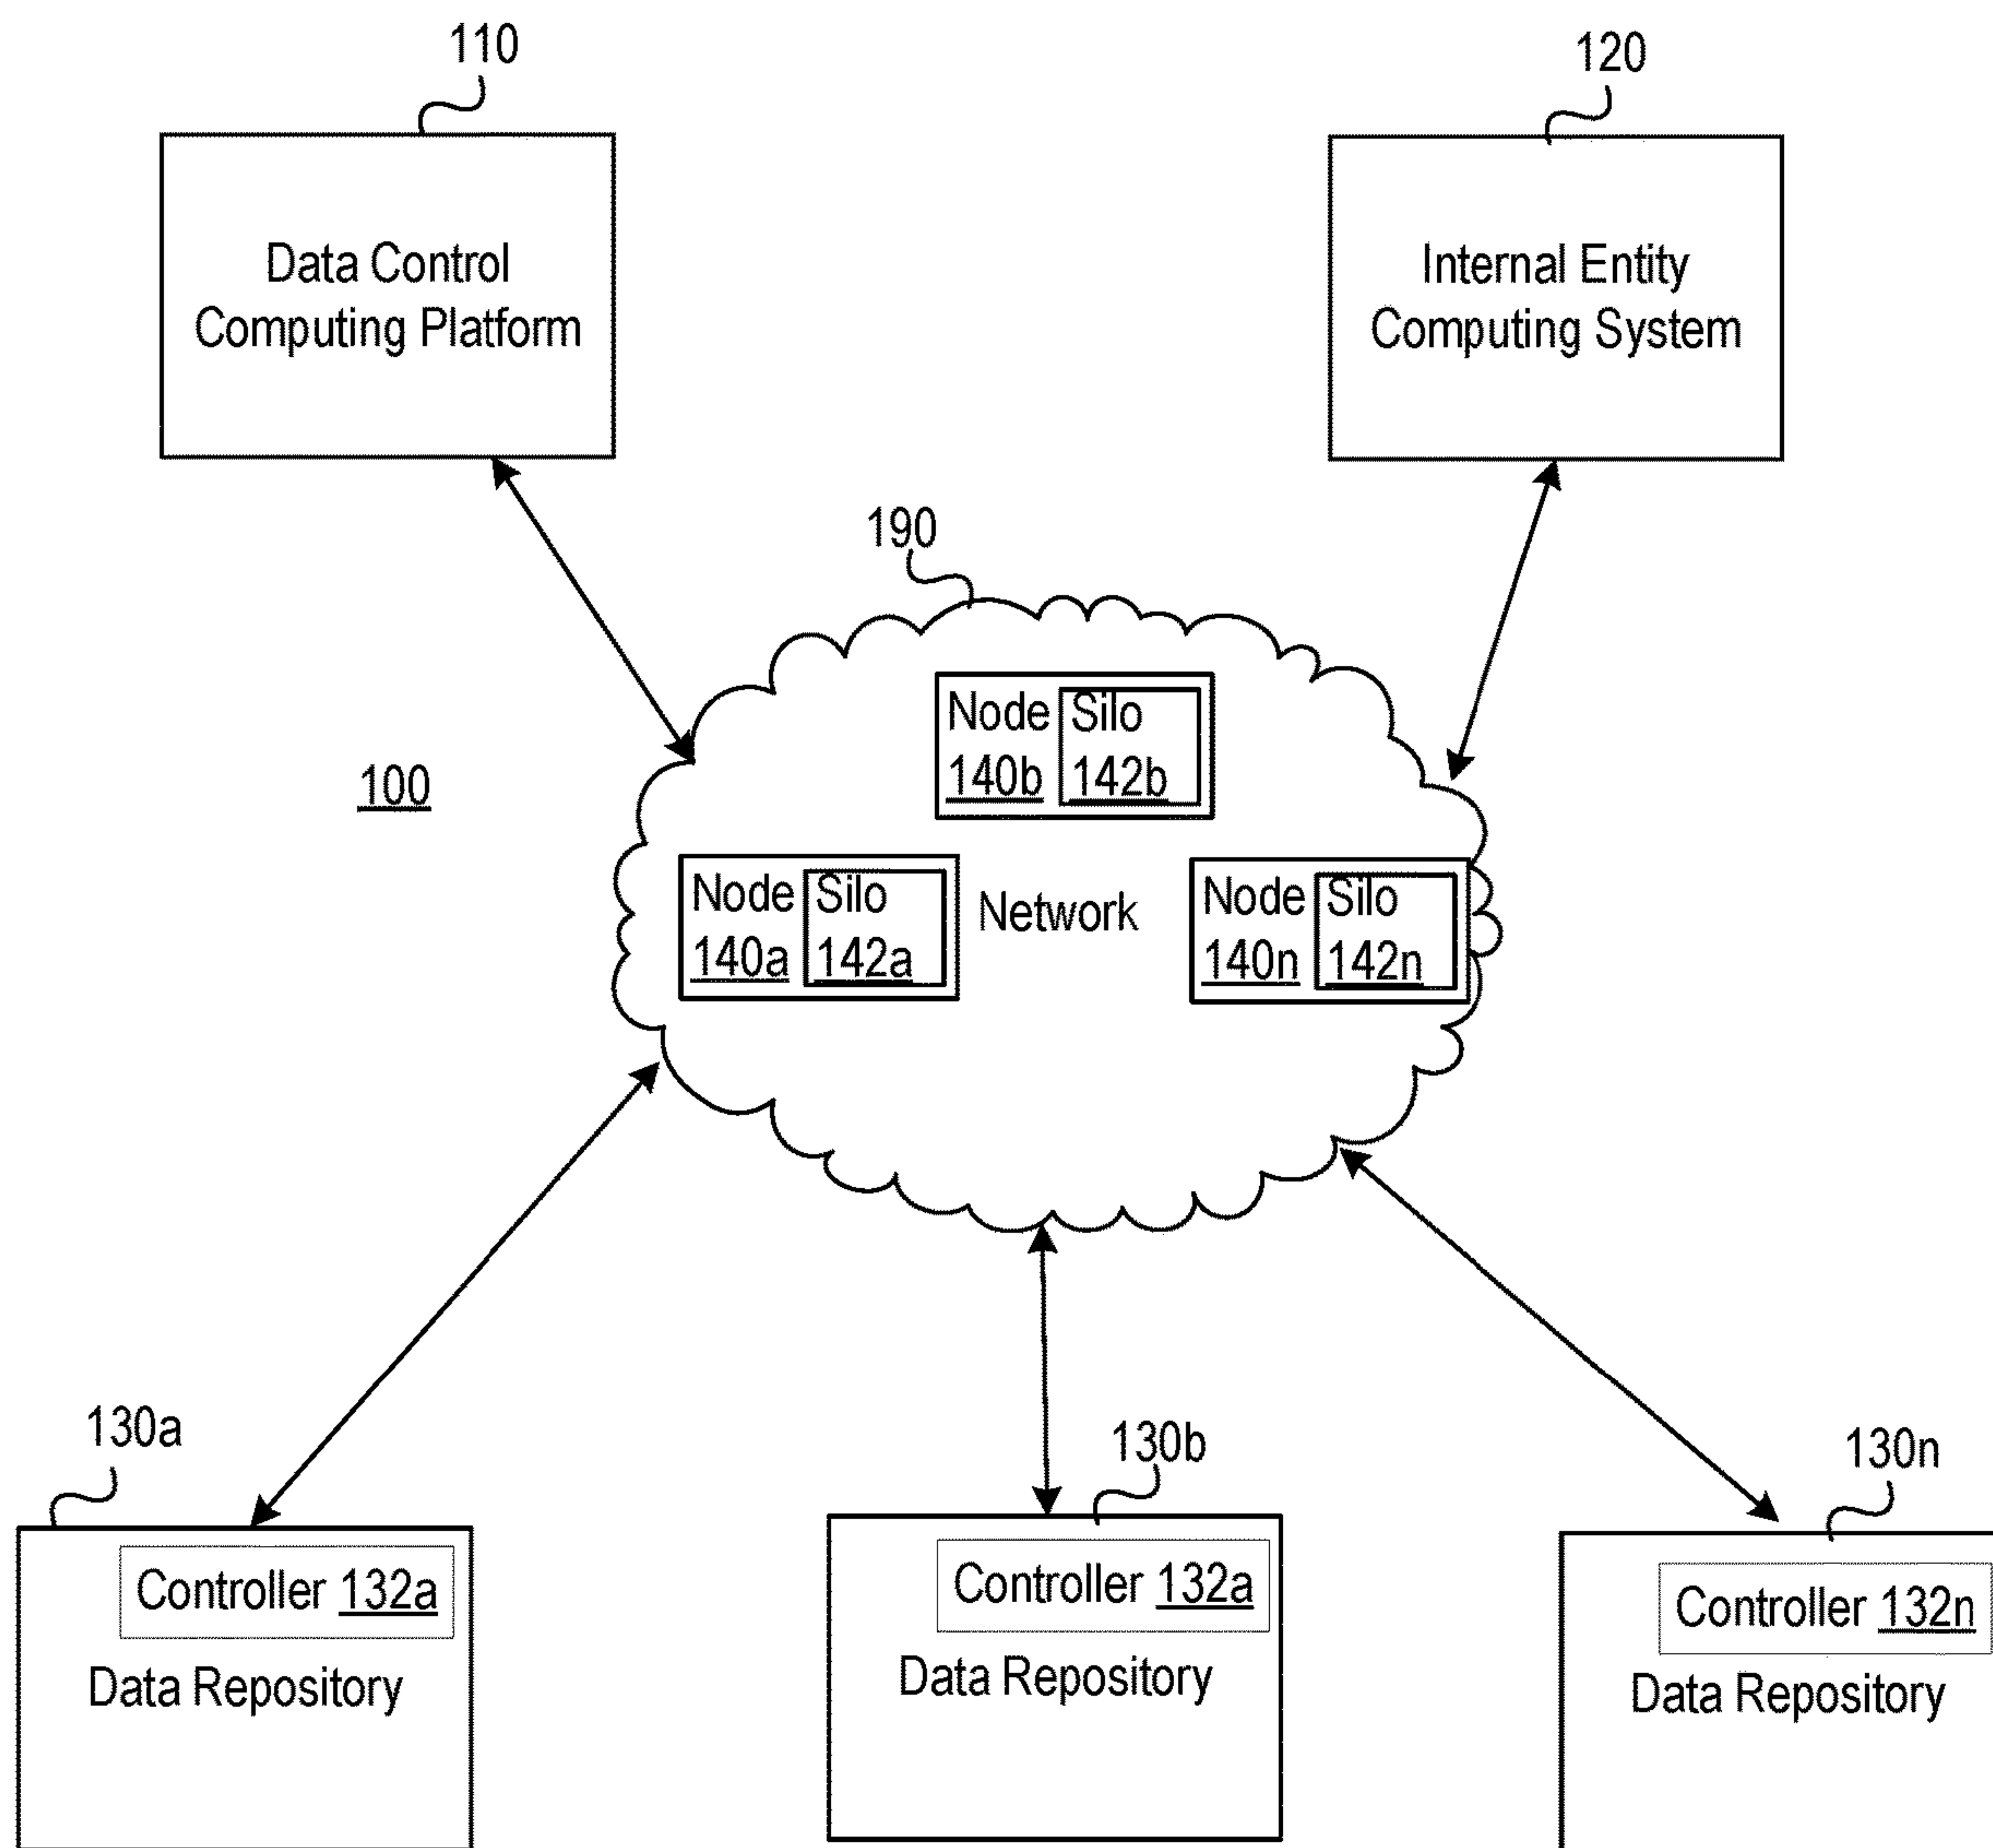 110
120
Data Control
Computing Platform
Internal Entity
Computing System
190
100
Node Silo
140b 142b
Node Silo
140a 142a
Network
Node Silo
140n 142n
130a
130b
130n
Controller 132a
Data Repository
Controller 132a
Data Repository
Controller 132n
Data Repository